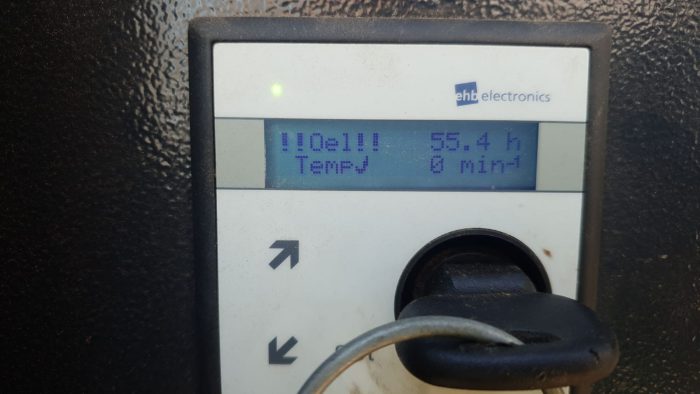 ehb electronics
!!Oel!! 55.4 h
Temp√ 0 min⁻¹